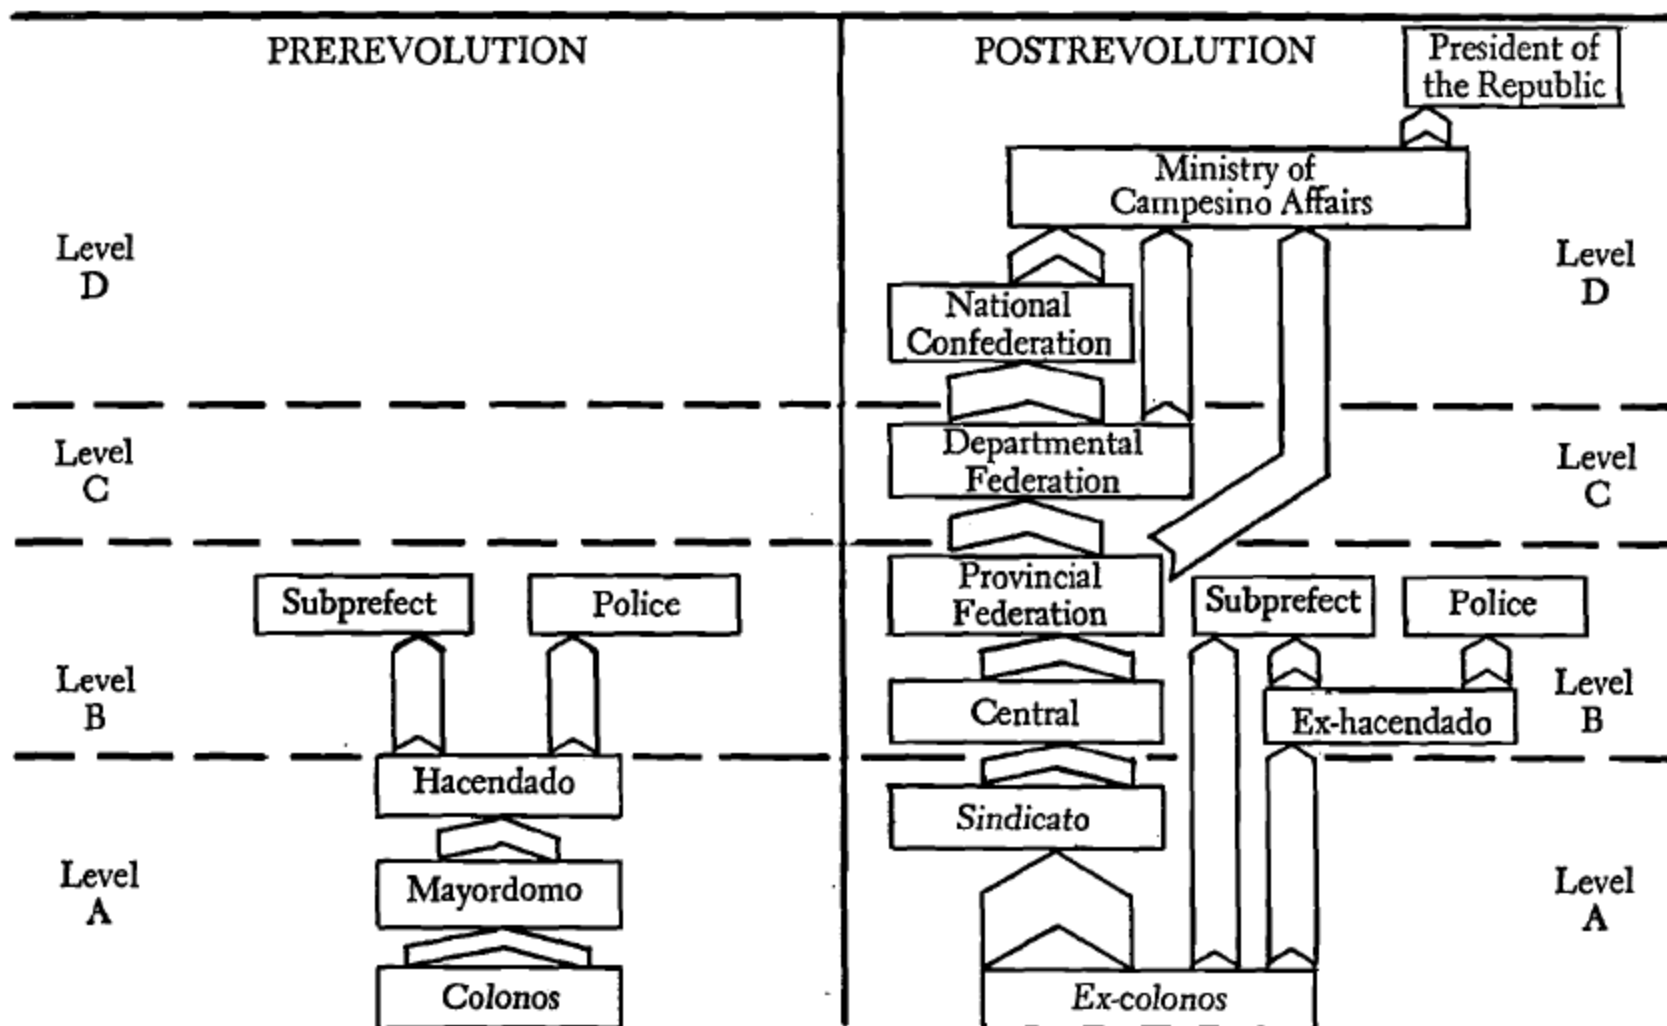 PREREVOLUTION
Level
D
Level
C
Subprefect
Police
Level
B
Hacendado
Level
A
Mayordomo
Colonos
POSTREVOLUTION
President of
the Republic
Ministry of
Campesino Affairs
Level
D
National
Confederation
Departmental
Federation
Level
C
Provincial
Federation
Subprefect
Police
Central
Ex-hacendado
Level
B
Sindicato
Level
A
Ex-colonos